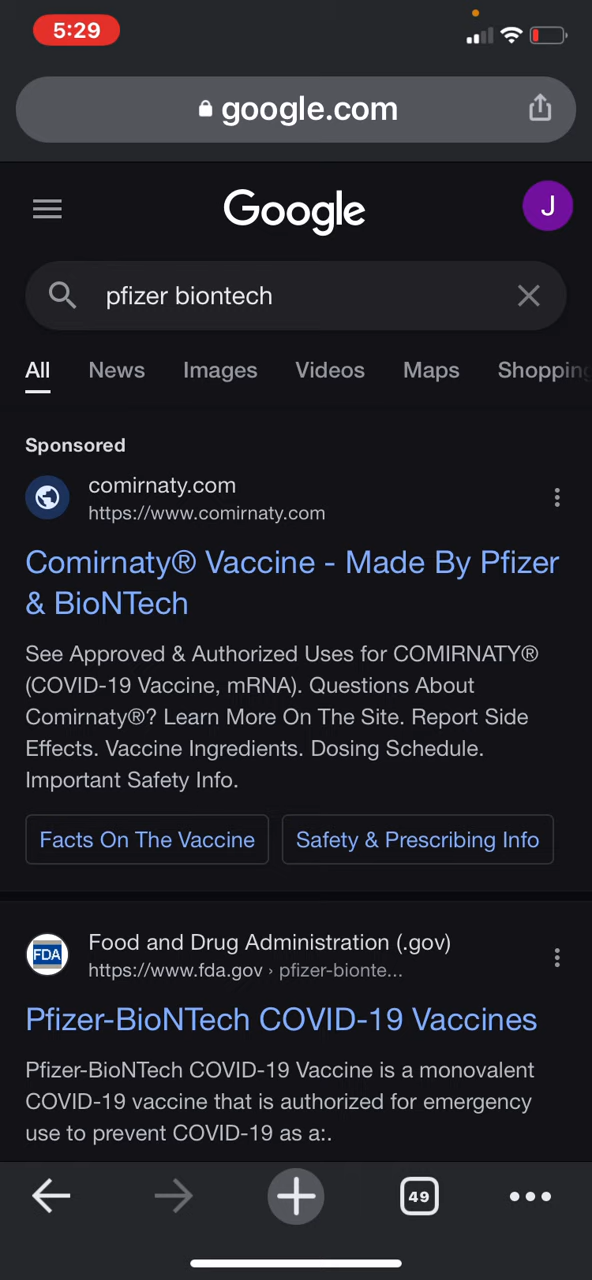 5:29
google.com
Google
J
pfizer biontech
All News Images Videos Maps Shopping
Sponsored
comirnaty.com
https://www.comirnaty.com
Comirnaty® Vaccine - Made By Pfizer
& BioNTech
See Approved & Authorized Uses for COMIRNATY®
(COVID-19 Vaccine, mRNA). Questions About
Comirnaty®? Learn More On The Site. Report Side
Effects. Vaccine Ingredients. Dosing Schedule.
Important Safety Info.
Facts On The Vaccine Safety & Prescribing Info
FDA
Food and Drug Administration (.gov)
https://www.fda.gov › pfizer-bionte...
Pfizer-BioNTech COVID-19 Vaccines
Pfizer-BioNTech COVID-19 Vaccine is a monovalent
COVID-19 vaccine that is authorized for emergency
use to prevent COVID-19 as a:.
49